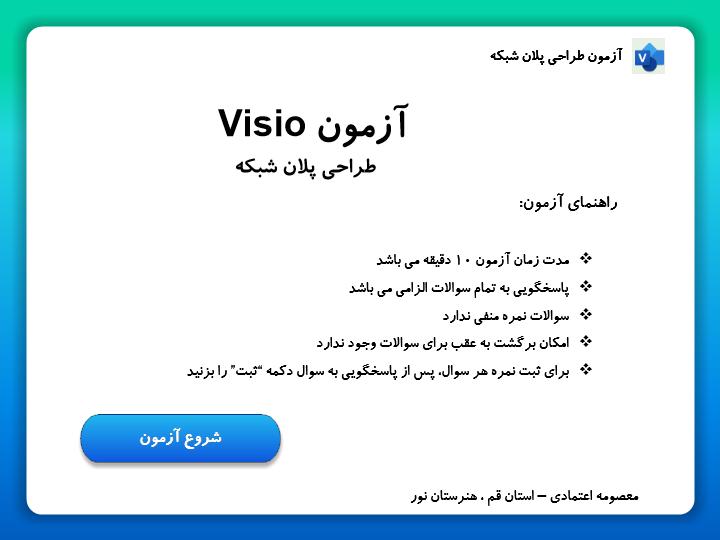 آزمون طراحی پلان شبکه
آزمون Visio
طراحی پلان شبکه
راهنمای آزمون:
❖ مدت زمان آزمون ۱۰ دقیقه می باشد
❖ پاسخگویی به تمام سوالات الزامی می باشد
❖ سوالات نمره منفی ندارد
❖ امکان برگشت به عقب برای سوالات وجود ندارد
❖ برای ثبت نمره هر سوال، پس از پاسخگویی به سوال دکمه “ثبت” را بزنید
شروع آزمون
معصومه اعتمادی – استان قم ، هنرستان نور